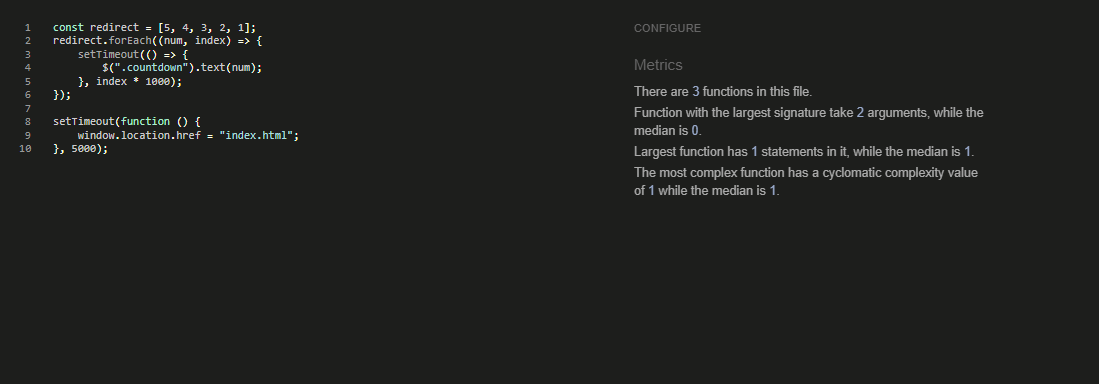 1 const redirect = [5, 4, 3, 2, 1];
2 redirect.forEach((num, index) => {
3 setTimeout(() => {
4 $(".countdown").text(num);
5 }, index * 1000);
6 });
7
8 setTimeout(function () {
9 window.location.href = "index.html";
10 }, 5000);
CONFIGURE
Metrics
There are 3 functions in this file.
Function with the largest signature take 2 arguments, while the
median is 0.
Largest function has 1 statements in it, while the median is 1.
The most complex function has a cyclomatic complexity value
of 1 while the median is 1.